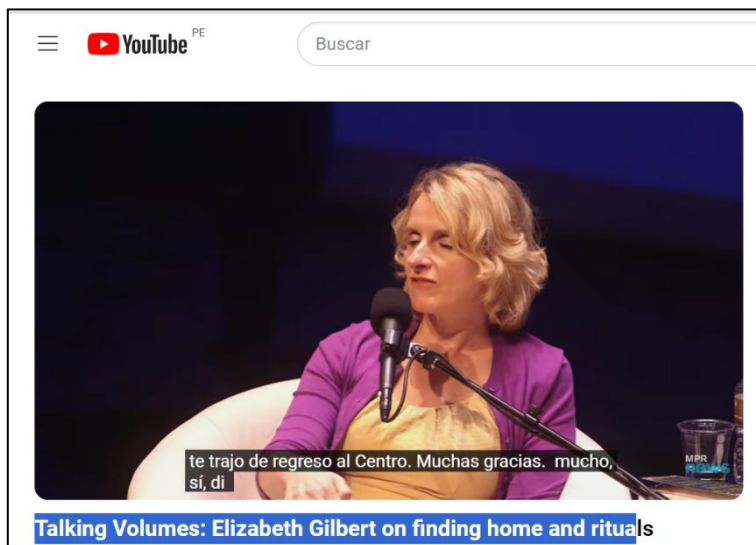 YouTube PE
Buscar
te trajo de regreso al Centro. Muchas gracias.  mucho,
sí, di
MPR
news
Talking Volumes: Elizabeth Gilbert on finding home and rituals